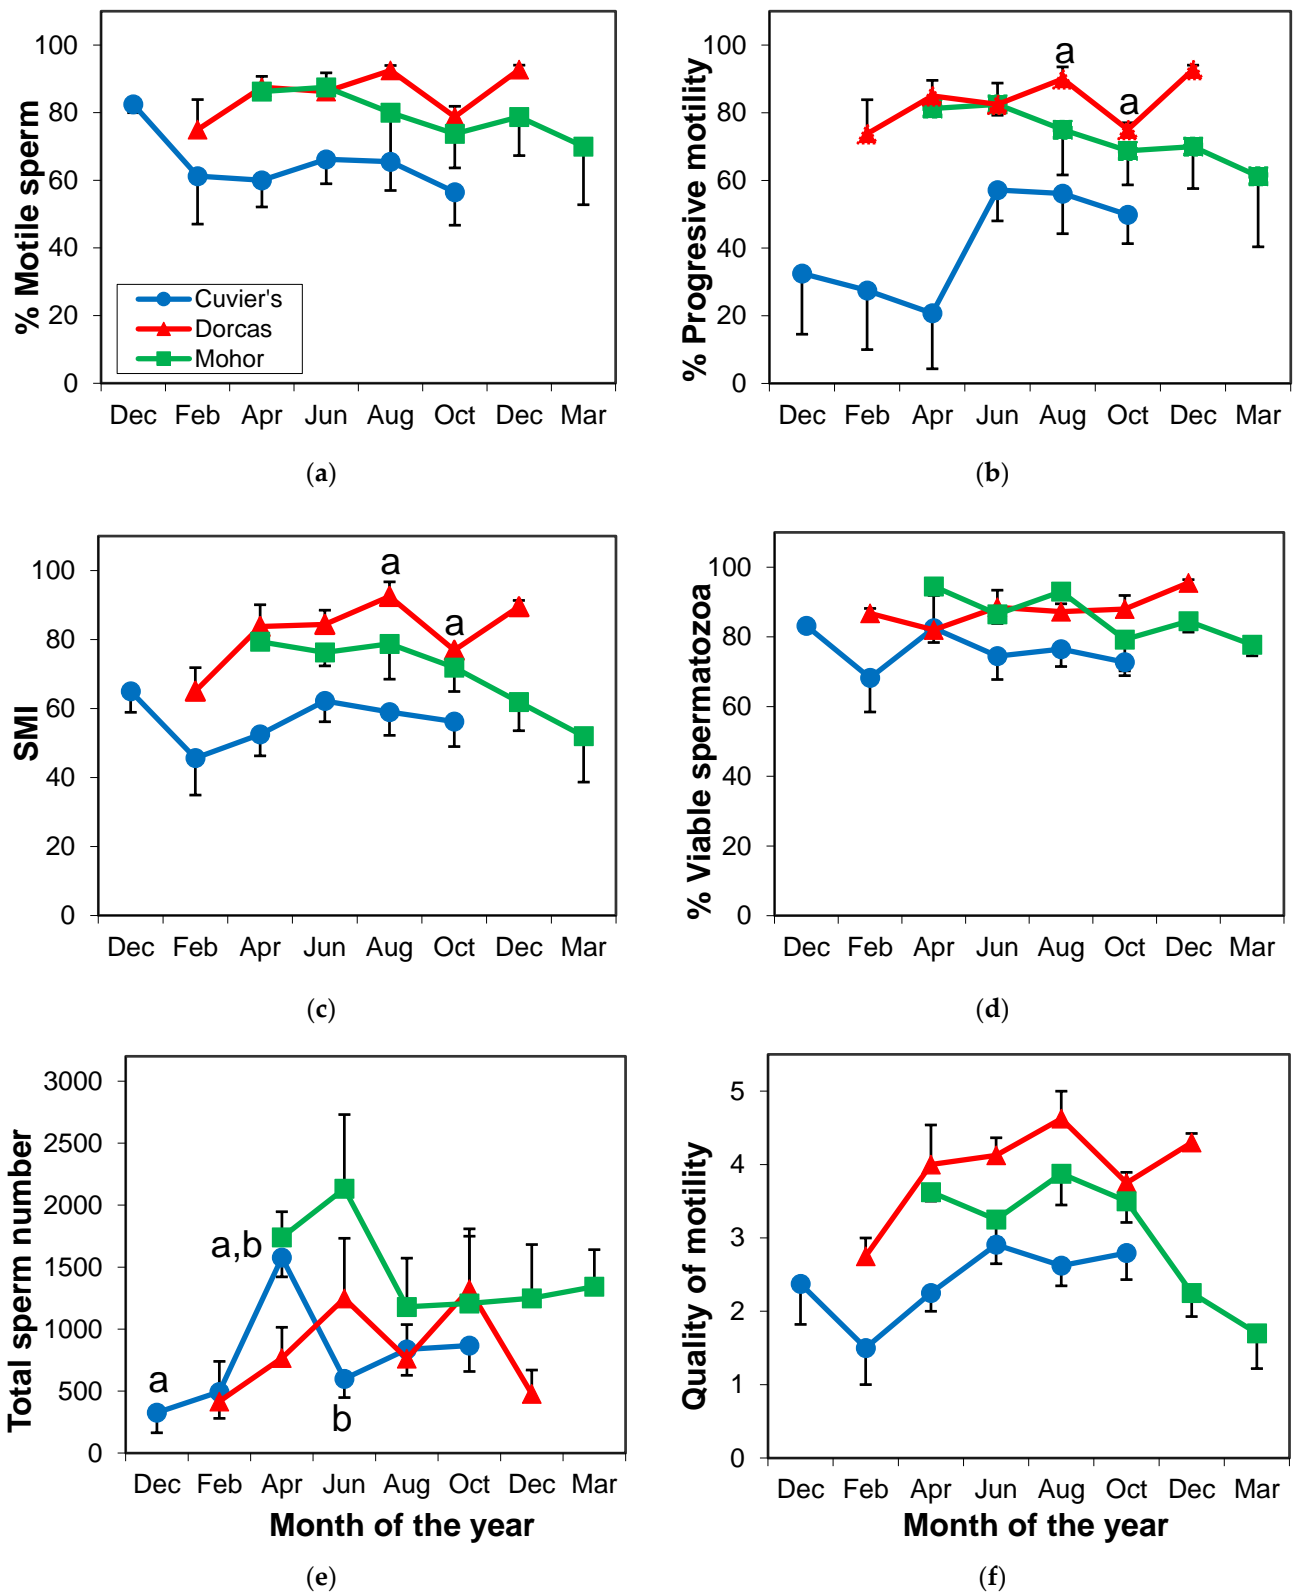 % Motile sperm
100
80
60
40
20
0
Cuvier's
Dorcas
Mohor
Dec Feb Apr Jun Aug Oct Dec Mar
(a)
% Progresive motility
100
80
60
40
20
0
a
a
Dec Feb Apr Jun Aug Oct Dec Mar
(b)
SMI
100
80
60
40
20
0
a
a
Dec Feb Apr Jun Aug Oct Dec Mar
(c)
% Viable spermatozoa
100
80
60
40
20
0
Dec Feb Apr Jun Aug Oct Dec Mar
(d)
Total sperm number
3000
2500
2000
1500
1000
500
0
a,b
a
b
Dec Feb Apr Jun Aug Oct Dec Mar
Month of the year
(e)
Quality of motility
5
4
3
2
1
0
Dec Feb Apr Jun Aug Oct Dec Mar
Month of the year
(f)